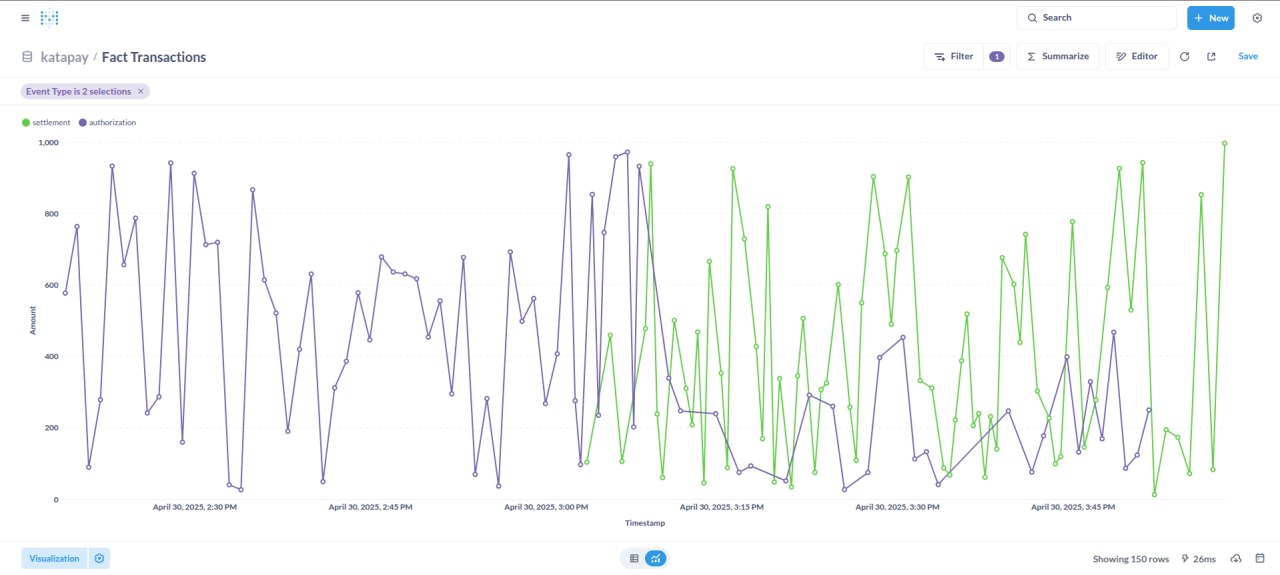 Search
New
katapay / Fact Transactions
Filter 1
Summarize
Editor
Save
Event Type is 2 selections ×
settlement authorization
1,000
800
600
400
200
0
Amount
April 30, 2025, 2:30 PM April 30, 2025, 2:45 PM April 30, 2025, 3:00 PM April 30, 2025, 3:15 PM April 30, 2025, 3:30 PM April 30, 2025, 3:45 PM
Timestamp
Visualization
Showing 150 rows 26ms